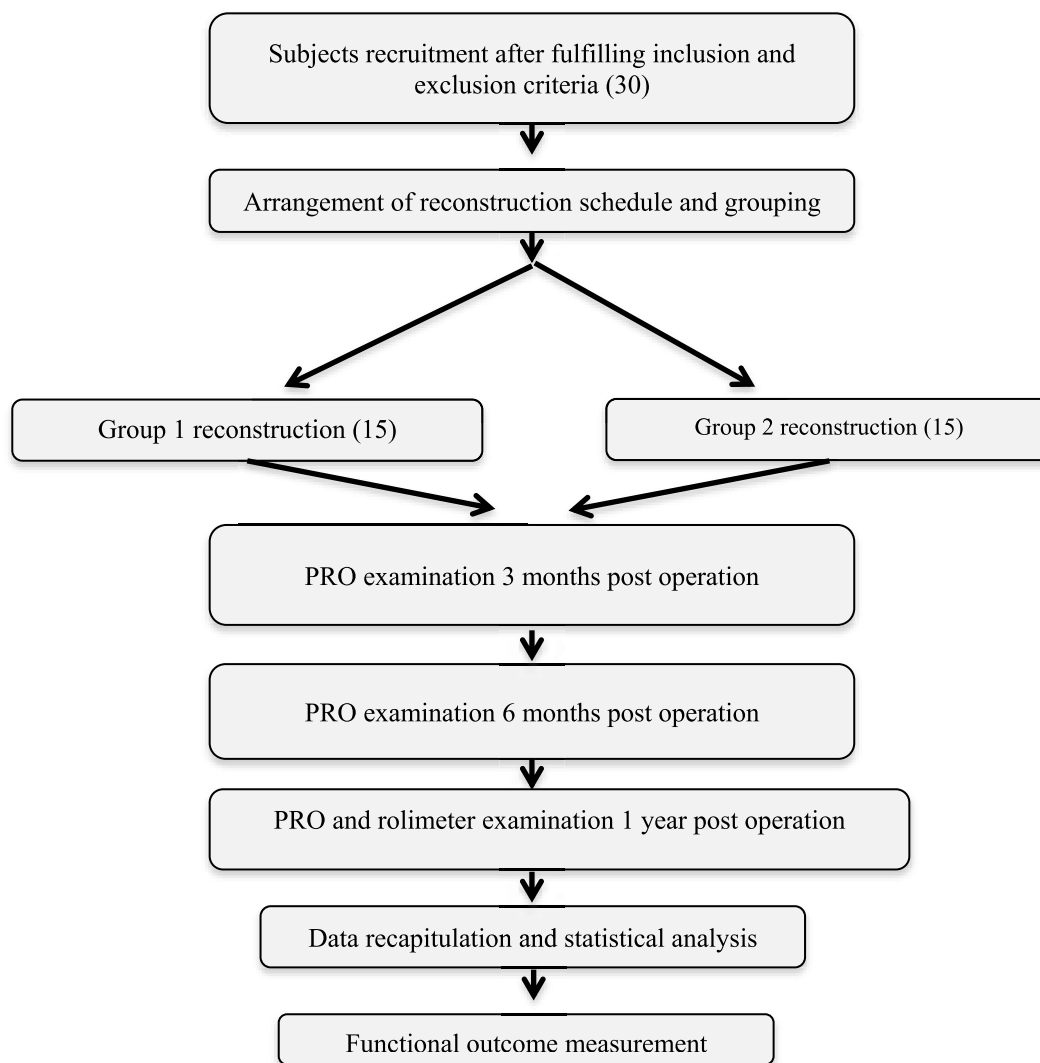 Subjects recruitment after fulfilling inclusion and
exclusion criteria (30)
Arrangement of reconstruction schedule and grouping
Group 1 reconstruction (15)
Group 2 reconstruction (15)
PRO examination 3 months post operation
PRO examination 6 months post operation
PRO and rolimeter examination 1 year post operation
Data recapitulation and statistical analysis
Functional outcome measurement